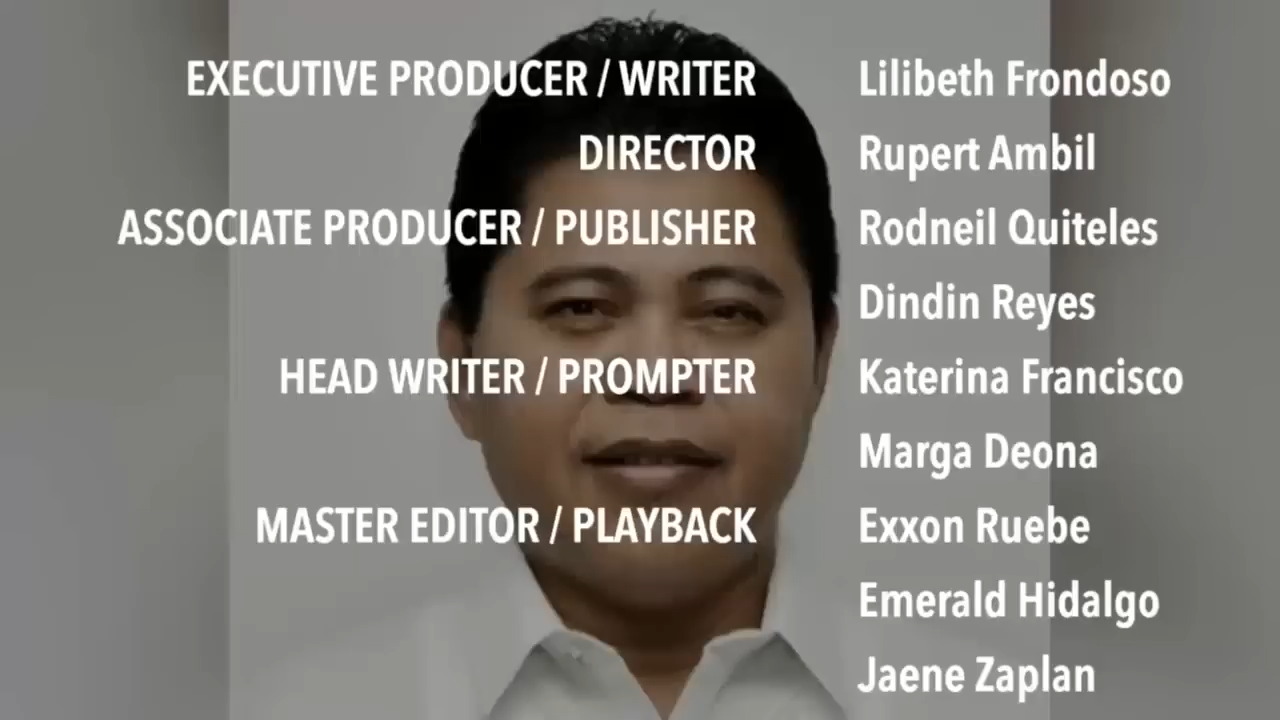 EXECUTIVE PRODUCER / WRITER Lilibeth Frondoso
DIRECTOR Rupert Ambil
ASSOCIATE PRODUCER / PUBLISHER Rodneil Quiteles
Dindin Reyes
HEAD WRITER / PROMPTER Katerina Francisco
Marga Deona
MASTER EDITOR / PLAYBACK Exxon Ruebe
Emerald Hidalgo
Jaene Zaplan